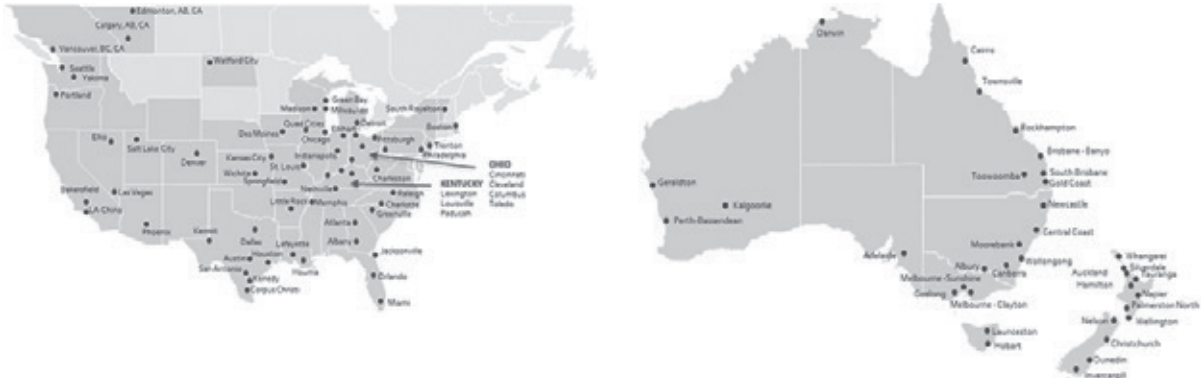 Edmonton, AB, CA
Calgary, AB, CA
Vancouver, BC, CA
Seattle
Yakima
Portland
Watford City
Green Bay
Madison
Milwaukee
South Royalton
Quad Cities
Elkhart
Detroit
Boston
Des Moines
Chicago
Pittsburgh
Elko
Salt Lake City
Trenton
Philadelphia
Indianapolis
Denver
Kansas City
St. Louis
OHIO
Cincinnati
Cleveland
Columbus
Toledo
Wichita
Springfield
Charleston
KENTUCKY
Lexington
Louisville
Paducah
Bakersfield
Las Vegas
Nashville
Raleigh
LA Chino
Little Rock
Memphis
Charlotte
Greenville
Phoenix
Kermit
Dallas
Atlanta
Lafayette
Albany
Jacksonville
Austin
Houston
Houma
San Antonio
Orlando
Kenedy
Corpus Christi
Miami
Darwin
Cairns
Townsville
Rockhampton
Brisbane - Banyo
Toowoomba
South Brisbane
Gold Coast
Geraldton
Kalgoorlie
Newcastle
Perth-Bassendean
Central Coast
Moorebank
Adelaide
Wollongong
Albury
Canberra
Melbourne -Sunshine
Geelong
Melbourne - Clayton
Whangarei
Silverdale
Auckland
Tauranga
Hamilton
Napier
Palmerston North
Nelson
Wellington
Launceston
Hobart
Christchurch
Dunedin
Invercargill